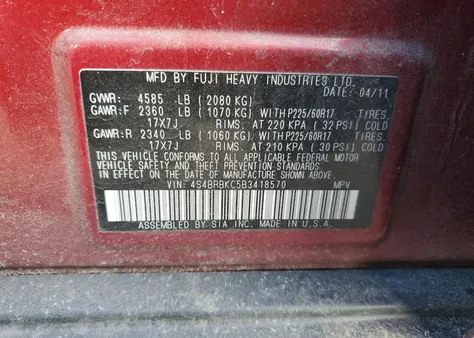 MFD BY FUJI HEAVY INDUSTRIES LTD.
DATE: 04/11
GVWR: 4585 LB (2080 KG)
GAWR:F 2360 LB (1070 KG) WITH P225/60R17 TIRES.
17X7J RIMS. AT 220 KPA ( 32 PSI) COLD
GAWR:R 2340 LB (1060 KG) WITH P225/60R17 TIRES.
17X7J RIMS. AT 210 KPA ( 30 PSI) COLD
THIS VEHICLE CONFORMS TO ALL APPLICABLE FEDERAL MOTOR
VEHICLE SAFETY AND THEFT PREVENTION STANDARDS IN EFFECT
ON THE DATE OF MANUFACTURE SHOWN ABOVE.
VIN: 4S4BRBKC5B3418570 MPV
ASSEMBLED BY SIA INC. MADE IN U.S.A.